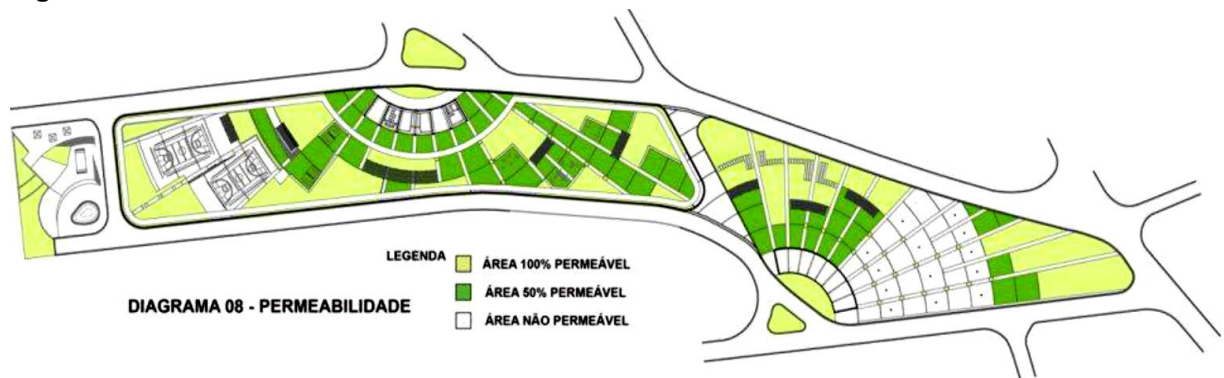 LEGENDA
ÁREA 100% PERMEÁVEL
ÁREA 50% PERMEÁVEL
ÁREA NÃO PERMEÁVEL
DIAGRAMA 08 - PERMEABILIDADE